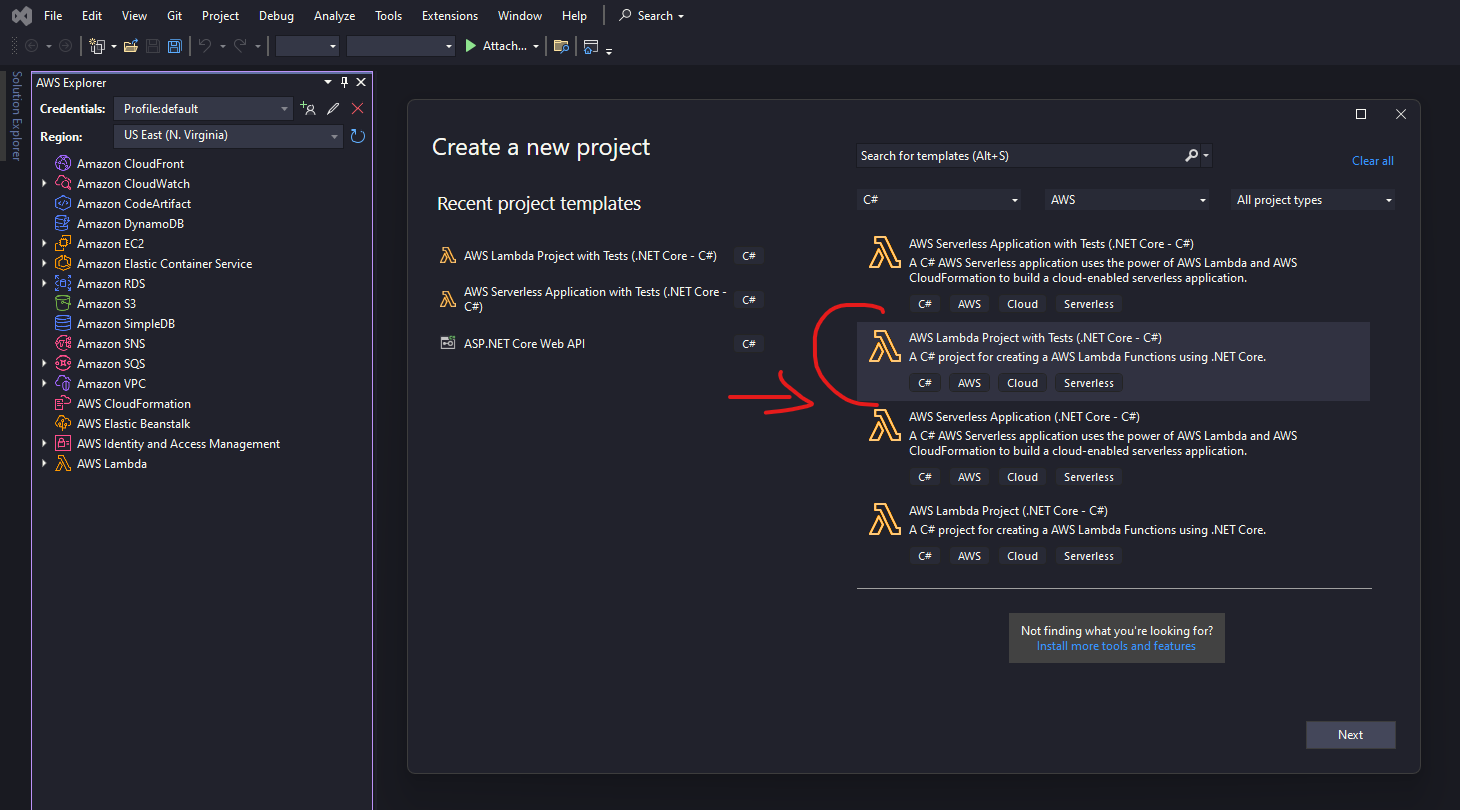 File Edit View Git Project Debug Analyze Tools Extensions Window Help Search
Attach...
Solution Explorer
AWS Explorer
Credentials: Profile:default
Region: US East (N. Virginia)
Amazon CloudFront
Amazon CloudWatch
Amazon CodeArtifact
Amazon DynamoDB
Amazon EC2
Amazon Elastic Container Service
Amazon RDS
Amazon S3
Amazon SimpleDB
Amazon SNS
Amazon SQS
Amazon VPC
AWS CloudFormation
AWS Elastic Beanstalk
AWS Identity and Access Management
AWS Lambda
Create a new project
Recent project templates
AWS Lambda Project with Tests (.NET Core - C#) C#
AWS Serverless Application with Tests (.NET Core -
C#) C#
ASP.NET Core Web API C#
Search for templates (Alt+S)
Clear all
C# AWS All project types
AWS Serverless Application with Tests (.NET Core - C#)
A C# AWS Serverless application uses the power of AWS Lambda and AWS
CloudFormation to build a cloud-enabled serverless application.
C# AWS Cloud Serverless
AWS Lambda Project with Tests (.NET Core - C#)
A C# project for creating a AWS Lambda Functions using .NET Core.
C# AWS Cloud Serverless
AWS Serverless Application (.NET Core - C#)
A C# AWS Serverless application uses the power of AWS Lambda and AWS
CloudFormation to build a cloud-enabled serverless application.
C# AWS Cloud Serverless
AWS Lambda Project (.NET Core - C#)
A C# project for creating a AWS Lambda Functions using .NET Core.
C# AWS Cloud Serverless
Not finding what you're looking for?
Install more tools and features
Next